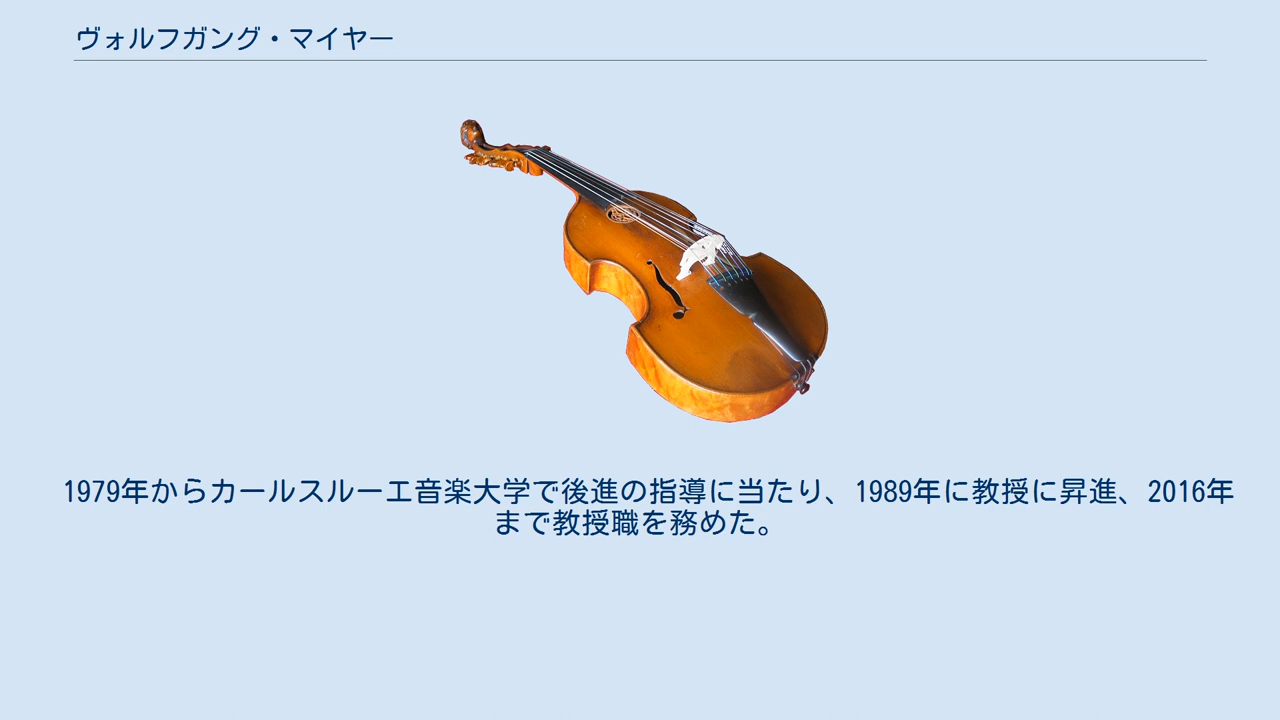 ヴォルフガング・マイヤー
1979年からカールスルーエ音楽大学で後進の指導に当たり、1989年に教授に昇進、2016年
まで教授職を務めた。